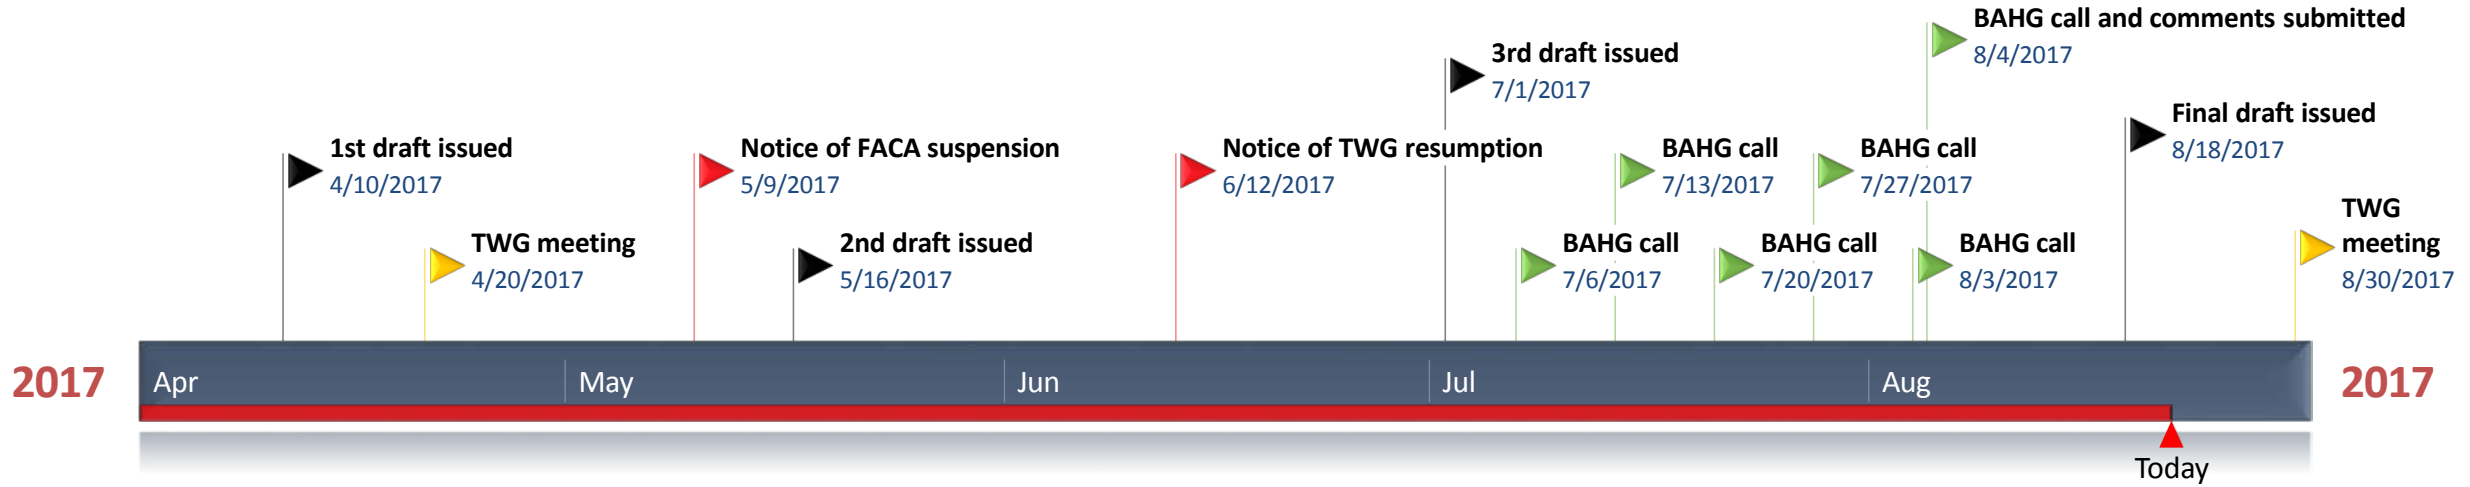 BAHG call and comments submitted
8/4/2017
3rd draft issued
7/1/2017
Final draft issued
8/18/2017
1st draft issued
4/10/2017
Notice of FACA suspension
5/9/2017
Notice of TWG resumption
6/12/2017
BAHG call
7/13/2017
BAHG call
7/27/2017
TWG meeting
4/20/2017
2nd draft issued
5/16/2017
BAHG call
7/6/2017
BAHG call
7/20/2017
BAHG call
8/3/2017
TWG
meeting
8/30/2017
2017
Apr
May
Jun
Jul
Aug
2017
Today